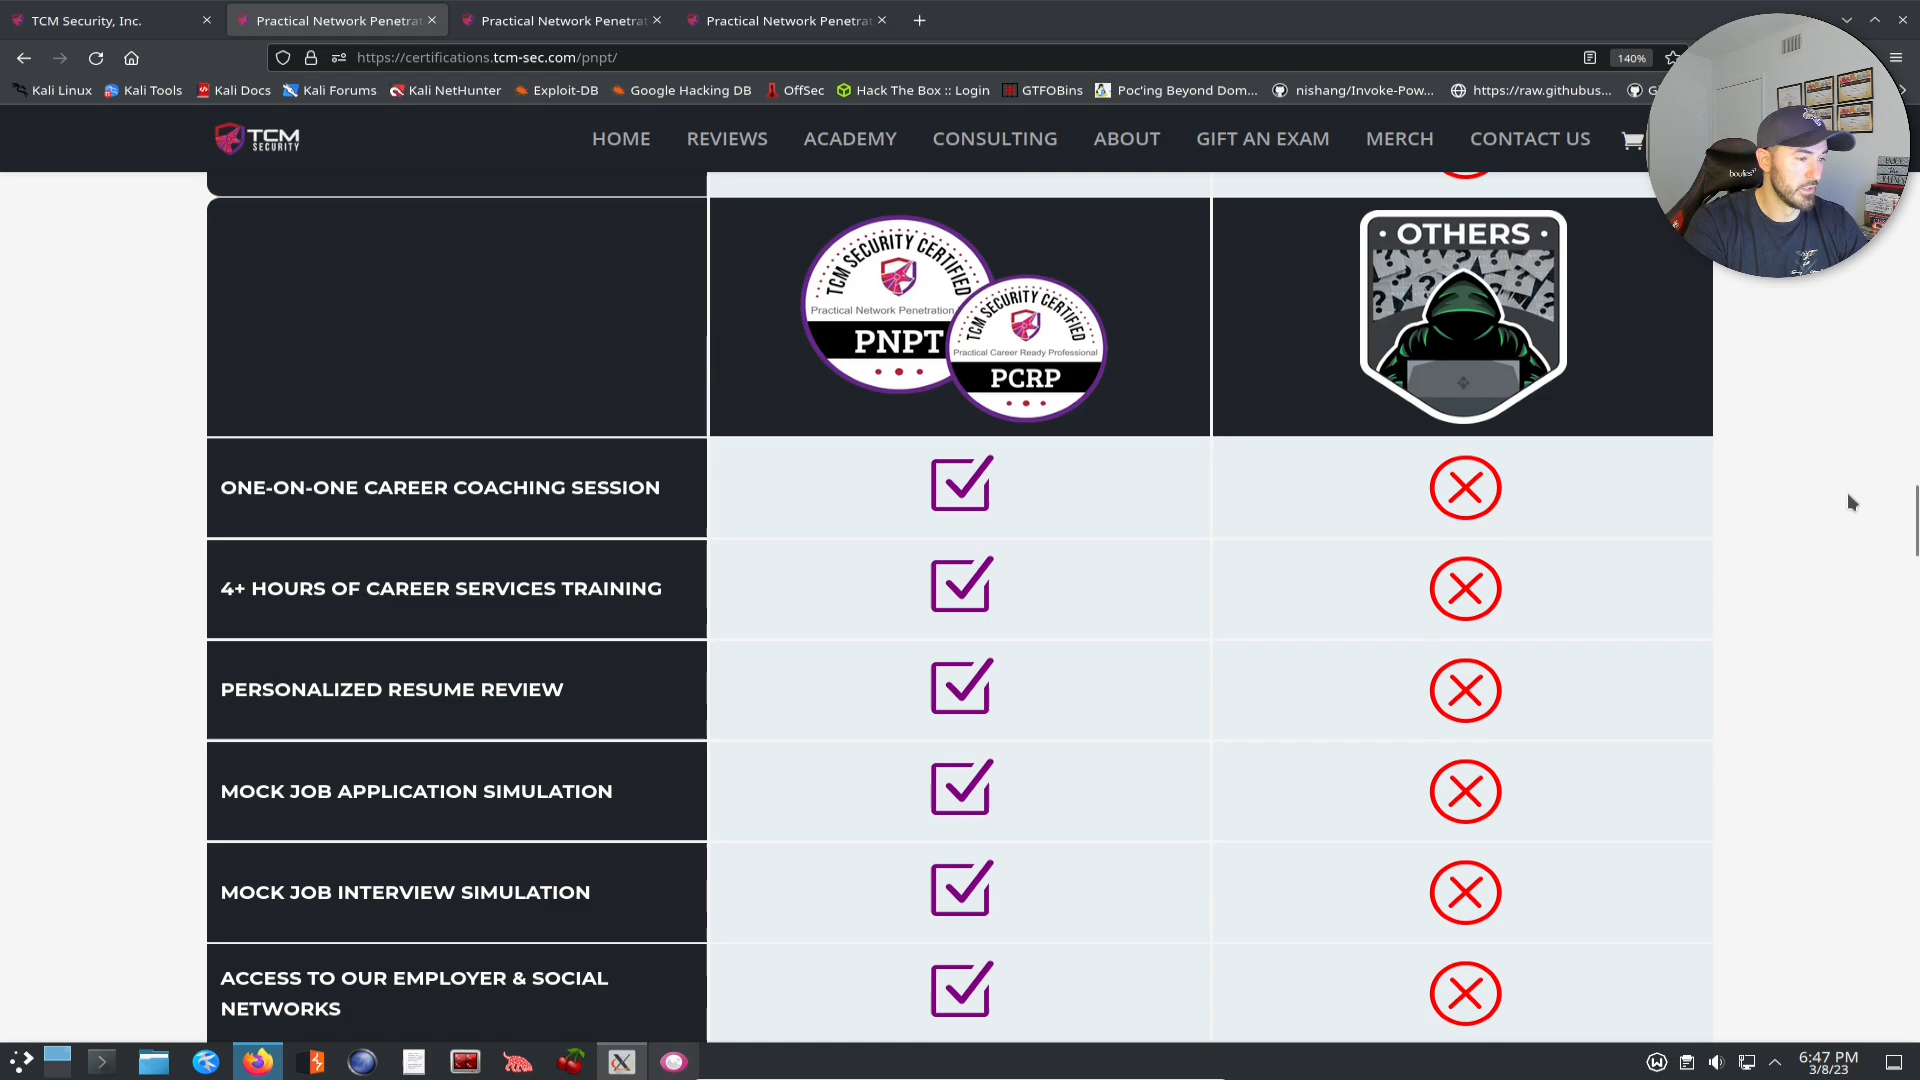 TCM Security, Inc.
Practical Network Penetrat
Practical Network Penetrat
Practical Network Penetrat
https://certifications.tcm-sec.com/pnpt/
140%
Kali Linux
Kali Tools
Kali Docs
Kali Forums
Kali NetHunter
Exploit-DB
Google Hacking DB
OffSec
Hack The Box :: Login
GTFOBins
Poc'ing Beyond Dom...
nishang/Invoke-Pow...
https://raw.githubus...
TCM
SECURITY
HOME
REVIEWS
ACADEMY
CONSULTING
ABOUT
GIFT AN EXAM
MERCH
CONTACT US
TCM SECURITY CERTIFIED
Practical Network Penetration
PNPT
TCM SECURITY CERTIFIED
Practical Career Ready Professional
PCRP
· OTHERS ·
ONE-ON-ONE CAREER COACHING SESSION
4+ HOURS OF CAREER SERVICES TRAINING
PERSONALIZED RESUME REVIEW
MOCK JOB APPLICATION SIMULATION
MOCK JOB INTERVIEW SIMULATION
ACCESS TO OUR EMPLOYER & SOCIAL
NETWORKS
6:47 PM
3/8/23